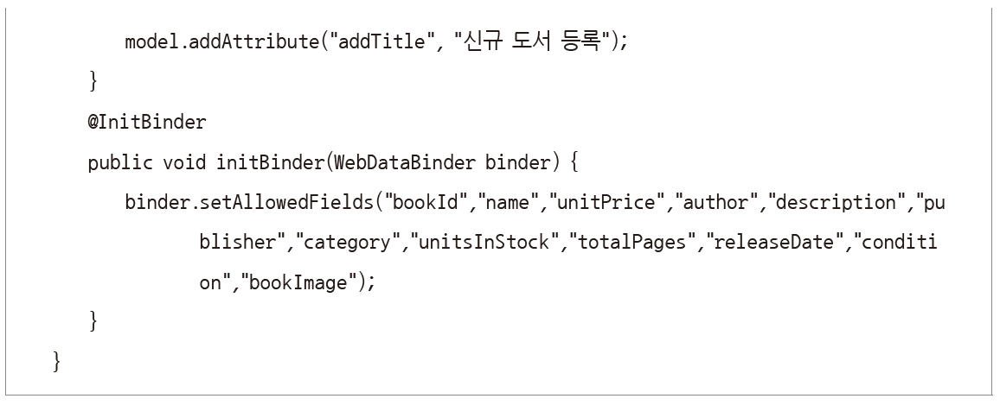 model.addAttribute("addTitle", "신규 도서 등록");
}
@InitBinder
public void initBinder(WebDataBinder binder) {
binder.setAllowedFields("bookId","name","unitPrice","author","description","pu
blisher","category","unitsInStock","totalPages","releaseDate","conditi
on","bookImage");
}
}